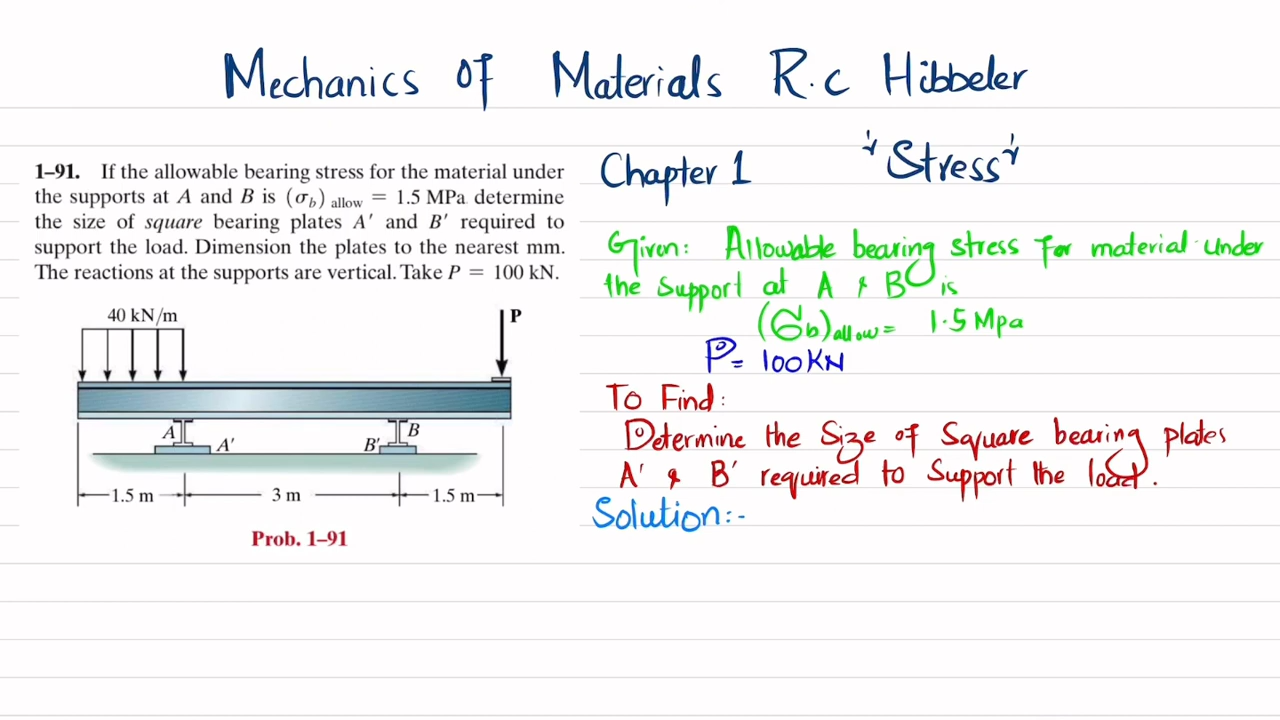 Mechanics of Materials R.c Hibbeler
1–91. If the allowable bearing stress for the material under
the supports at A and B is (σb) allow = 1.5 MPa determine
the size of square bearing plates A′ and B′ required to
support the load. Dimension the plates to the nearest mm.
The reactions at the supports are vertical. Take P = 100 kN.
40 kN/m
P
A
A′
B′
B
1.5 m
3 m
1.5 m
Prob. 1–91
Chapter 1
"Stress"
Given: Allowable bearing stress for material under
the support at A & B is
(σb)allow = 1.5 Mpa
P = 100KN
To Find:
Determine the Size of Square bearing plates
A′ & B′ required to Support the load.
Solution:-